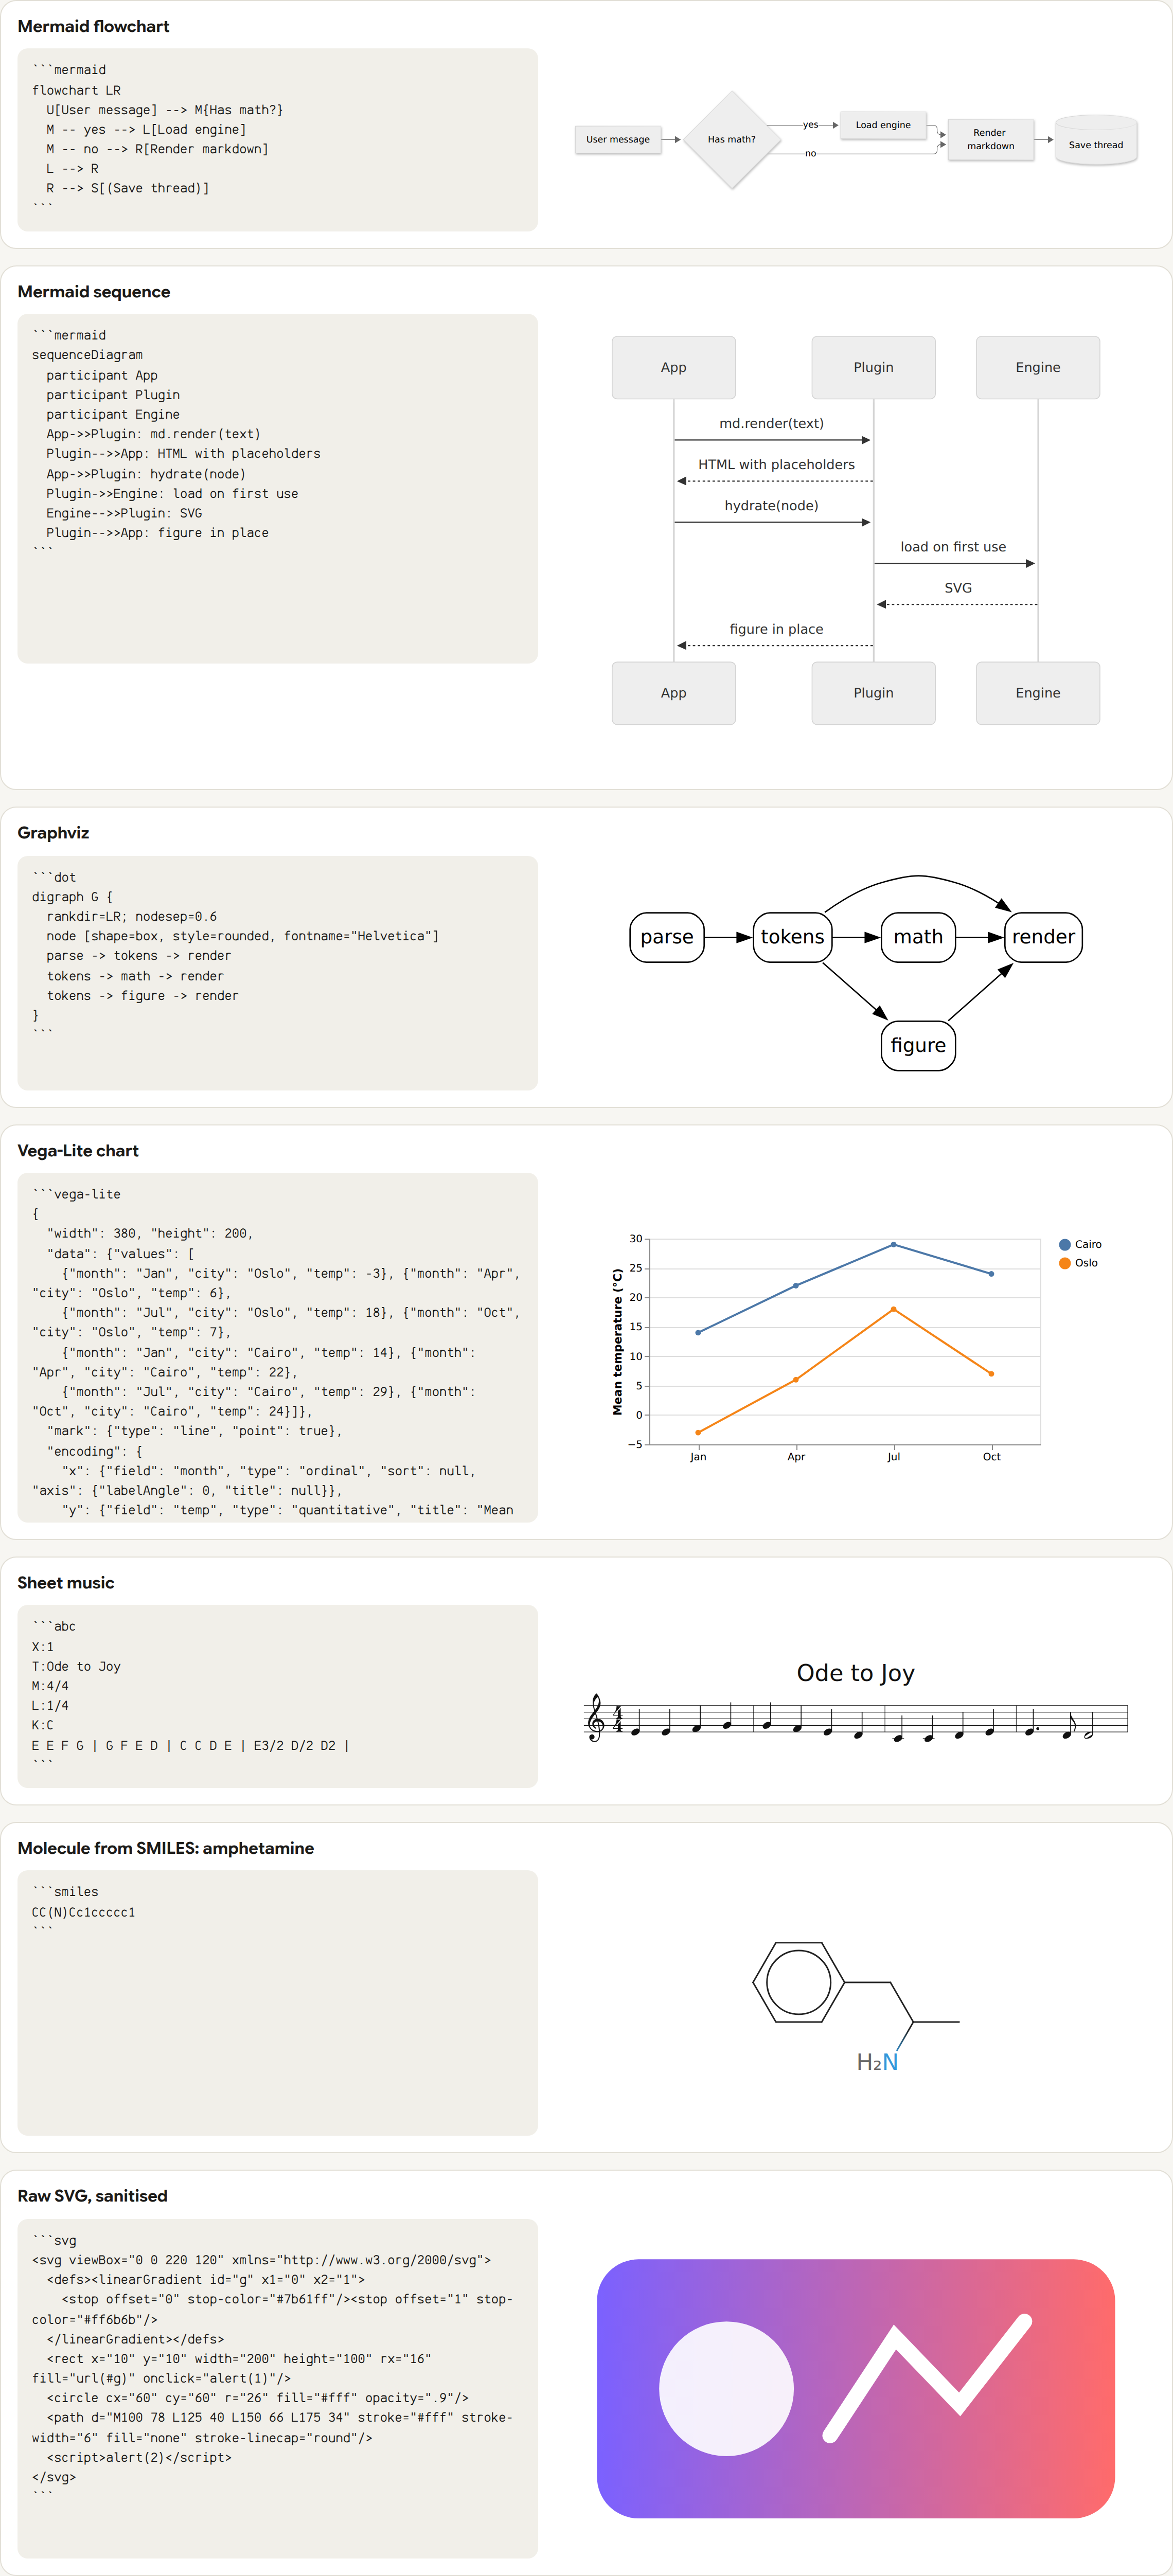 Mermaid flowchart
```mermaid
flowchart LR
  U[User message] --> M{Has math?}
  M -- yes --> L[Load engine]
  M -- no --> R[Render markdown]
  L --> R
  R --> S[(Save thread)]
```
User message
Has math?
yes
no
Load engine
Render
markdown
Save thread
Mermaid sequence
```mermaid
sequenceDiagram
  participant App
  participant Plugin
  participant Engine
  App->>Plugin: md.render(text)
  Plugin-->>App: HTML with placeholders
  App->>Plugin: hydrate(node)
  Plugin->>Engine: load on first use
  Engine-->>Plugin: SVG
  Plugin-->>App: figure in place
```
App Plugin Engine
md.render(text)
HTML with placeholders
hydrate(node)
load on first use
SVG
figure in place
App Plugin Engine
Graphviz
```dot
digraph G {
  rankdir=LR; nodesep=0.6
  node [shape=box, style=rounded, fontname="Helvetica"]
  parse -> tokens -> render
  tokens -> math -> render
  tokens -> figure -> render
}
```
parse tokens math render
figure
Vega-Lite chart
```vega-lite
{
  "width": 380, "height": 200,
  "data": {"values": [
    {"month": "Jan", "city": "Oslo", "temp": -3}, {"month": "Apr",
"city": "Oslo", "temp": 6},
    {"month": "Jul", "city": "Oslo", "temp": 18}, {"month": "Oct",
"city": "Oslo", "temp": 7},
    {"month": "Jan", "city": "Cairo", "temp": 14}, {"month":
"Apr", "city": "Cairo", "temp": 22},
    {"month": "Jul", "city": "Cairo", "temp": 29}, {"month":
"Oct", "city": "Cairo", "temp": 24}]},
  "mark": {"type": "line", "point": true},
  "encoding": {
    "x": {"field": "month", "type": "ordinal", "sort": null,
"axis": {"labelAngle": 0, "title": null}},
    "y": {"field": "temp", "type": "quantitative", "title": "Mean
Mean temperature (°C)
30
25
20
15
10
5
0
−5
Jan Apr Jul Oct
Cairo
Oslo
Sheet music
```abc
X:1
T:Ode to Joy
M:4/4
L:1/4
K:C
E E F G | G F E D | C C D E | E3/2 D/2 D2 |
```
Ode to Joy
4
4
Molecule from SMILES: amphetamine
```smiles
CC(N)Cc1ccccc1
```
H₂N
Raw SVG, sanitised
```svg
<svg viewBox="0 0 220 120" xmlns="http://www.w3.org/2000/svg">
  <defs><linearGradient id="g" x1="0" x2="1">
    <stop offset="0" stop-color="#7b61ff"/><stop offset="1" stop-
color="#ff6b6b"/>
  </linearGradient></defs>
  <rect x="10" y="10" width="200" height="100" rx="16"
fill="url(#g)" onclick="alert(1)"/>
  <circle cx="60" cy="60" r="26" fill="#fff" opacity=".9"/>
  <path d="M100 78 L125 40 L150 66 L175 34" stroke="#fff" stroke-
width="6" fill="none" stroke-linecap="round"/>
  <script>alert(2)</script>
</svg>
```